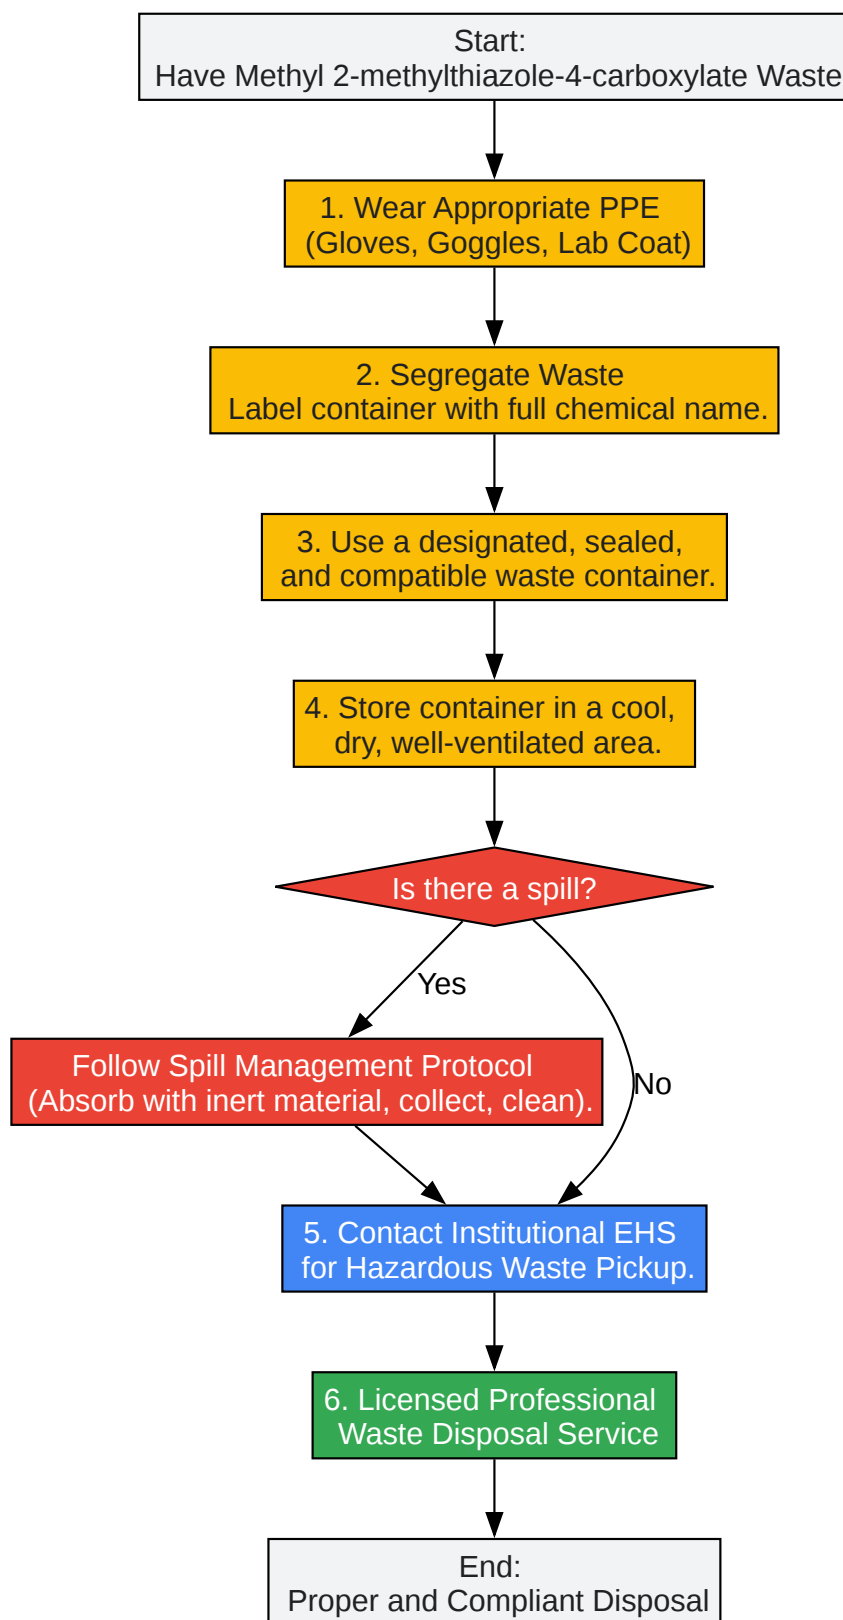 Start:
Have Methyl 2-methylthiazole-4-carboxylate Waste
1. Wear Appropriate PPE
(Gloves, Goggles, Lab Coat)
2. Segregate Waste
Label container with full chemical name.
3. Use a designated, sealed,
and compatible waste container.
4. Store container in a cool,
dry, well-ventilated area.
Is there a spill?
Yes
Follow Spill Management Protocol
(Absorb with inert material, collect, clean).
No
5. Contact Institutional EHS
for Hazardous Waste Pickup.
6. Licensed Professional
Waste Disposal Service
End:
Proper and Compliant Disposal